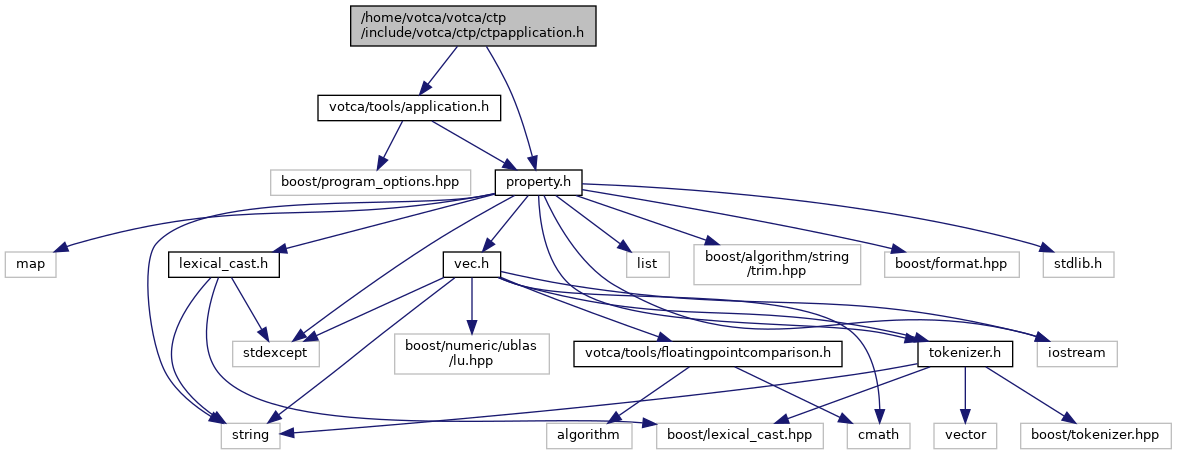 /home/votca/votca/ctp
/include/votca/ctp/ctpapplication.h
votca/tools/application.h
boost/program_options.hpp
property.h
map
lexical_cast.h
vec.h
list
boost/algorithm/string
/trim.hpp
boost/format.hpp
stdlib.h
stdexcept
boost/numeric/ublas
/lu.hpp
votca/tools/floatingpointcomparison.h
tokenizer.h
iostream
string
algorithm
boost/lexical_cast.hpp
cmath
vector
boost/tokenizer.hpp